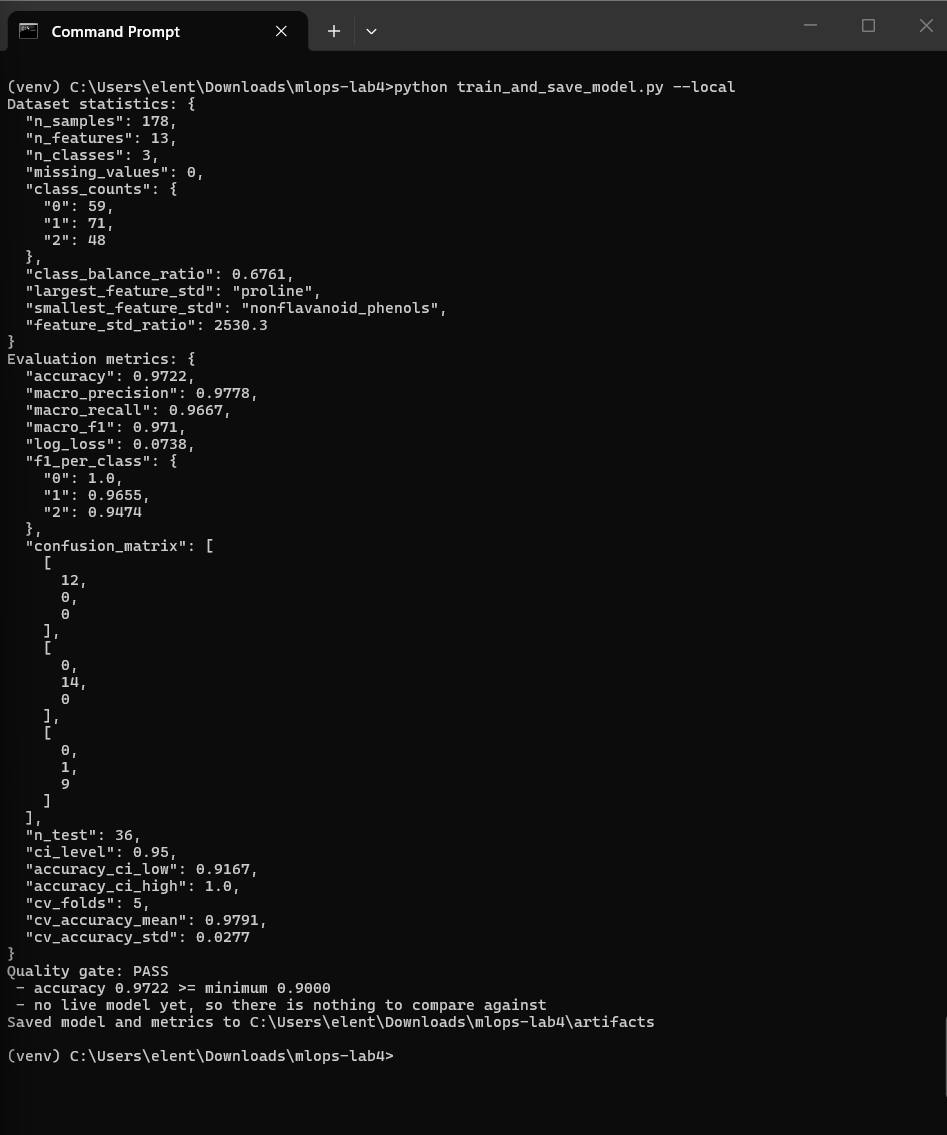 Command Prompt
(venv) C:\Users\elent\Downloads\mlops-lab4>python train_and_save_model.py --local
Dataset statistics: {
  "n_samples": 178,
  "n_features": 13,
  "n_classes": 3,
  "missing_values": 0,
  "class_counts": {
    "0": 59,
    "1": 71,
    "2": 48
  },
  "class_balance_ratio": 0.6761,
  "largest_feature_std": "proline",
  "smallest_feature_std": "nonflavanoid_phenols",
  "feature_std_ratio": 2530.3
}
Evaluation metrics: {
  "accuracy": 0.9722,
  "macro_precision": 0.9778,
  "macro_recall": 0.9667,
  "macro_f1": 0.971,
  "log_loss": 0.0738,
  "f1_per_class": {
    "0": 1.0,
    "1": 0.9655,
    "2": 0.9474
  },
  "confusion_matrix": [
    [
      12,
      0,
      0
    ],
    [
      0,
      14,
      0
    ],
    [
      0,
      1,
      9
    ]
  ],
  "n_test": 36,
  "ci_level": 0.95,
  "accuracy_ci_low": 0.9167,
  "accuracy_ci_high": 1.0,
  "cv_folds": 5,
  "cv_accuracy_mean": 0.9791,
  "cv_accuracy_std": 0.0277
}
Quality gate: PASS
 - accuracy 0.9722 >= minimum 0.9000
 - no live model yet, so there is nothing to compare against
Saved model and metrics to C:\Users\elent\Downloads\mlops-lab4\artifacts
(venv) C:\Users\elent\Downloads\mlops-lab4>